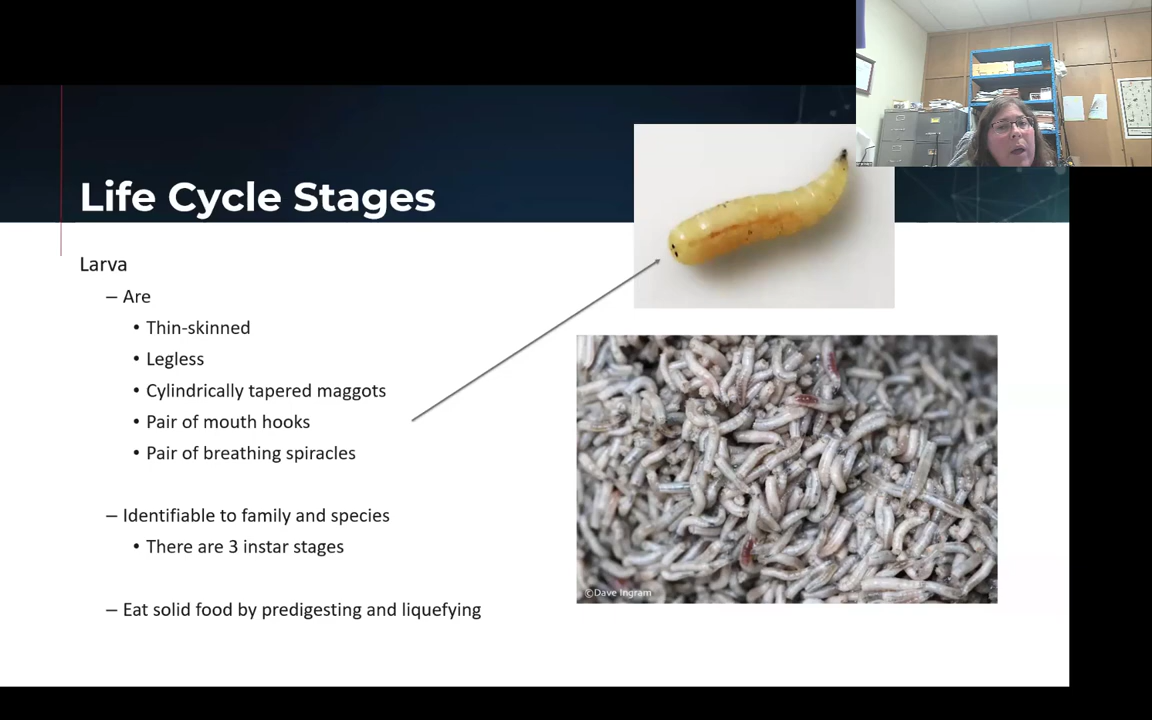 Life Cycle Stages
Larva
– Are
• Thin-skinned
• Legless
• Cylindrically tapered maggots
• Pair of mouth hooks
• Pair of breathing spiracles
– Identifiable to family and species
• There are 3 instar stages
– Eat solid food by predigesting and liquefying
©Dave Ingram